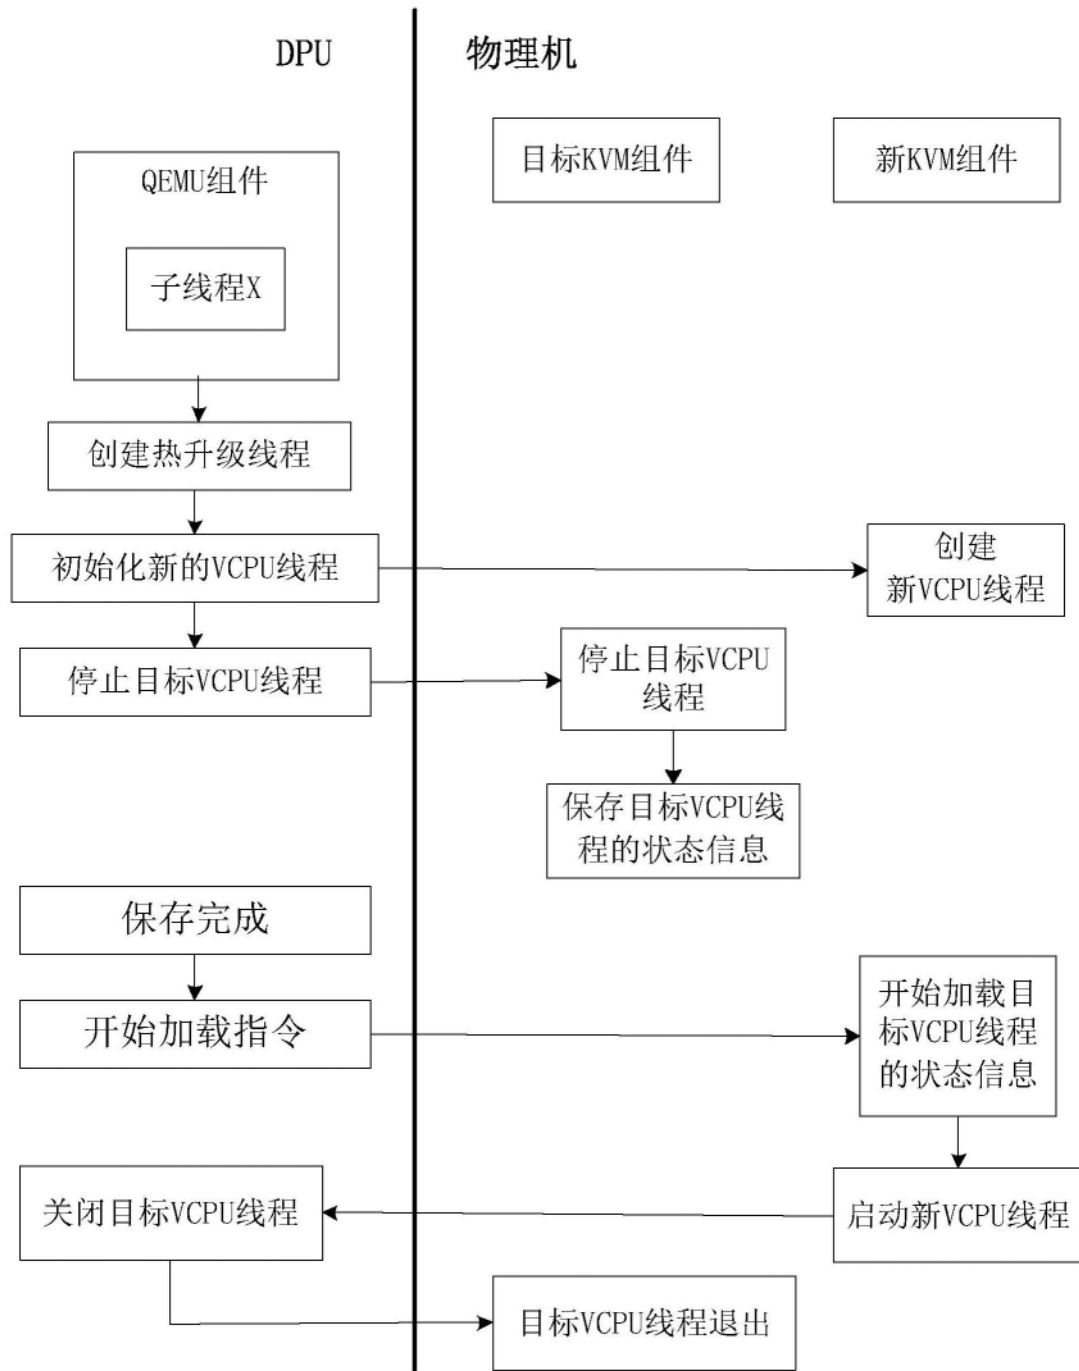 DPU
物理机
目标KVM组件
新KVM组件
QEMU组件
子线程X
创建热升级线程
初始化新的VCPU线程
创建
新VCPU线程
停止目标VCPU线程
停止目标VCPU
线程
保存目标VCPU线
程的状态信息
保存完成
开始加载指令
开始加载目
标VCPU线程
的状态信息
关闭目标VCPU线程
启动新VCPU线程
目标VCPU线程退出